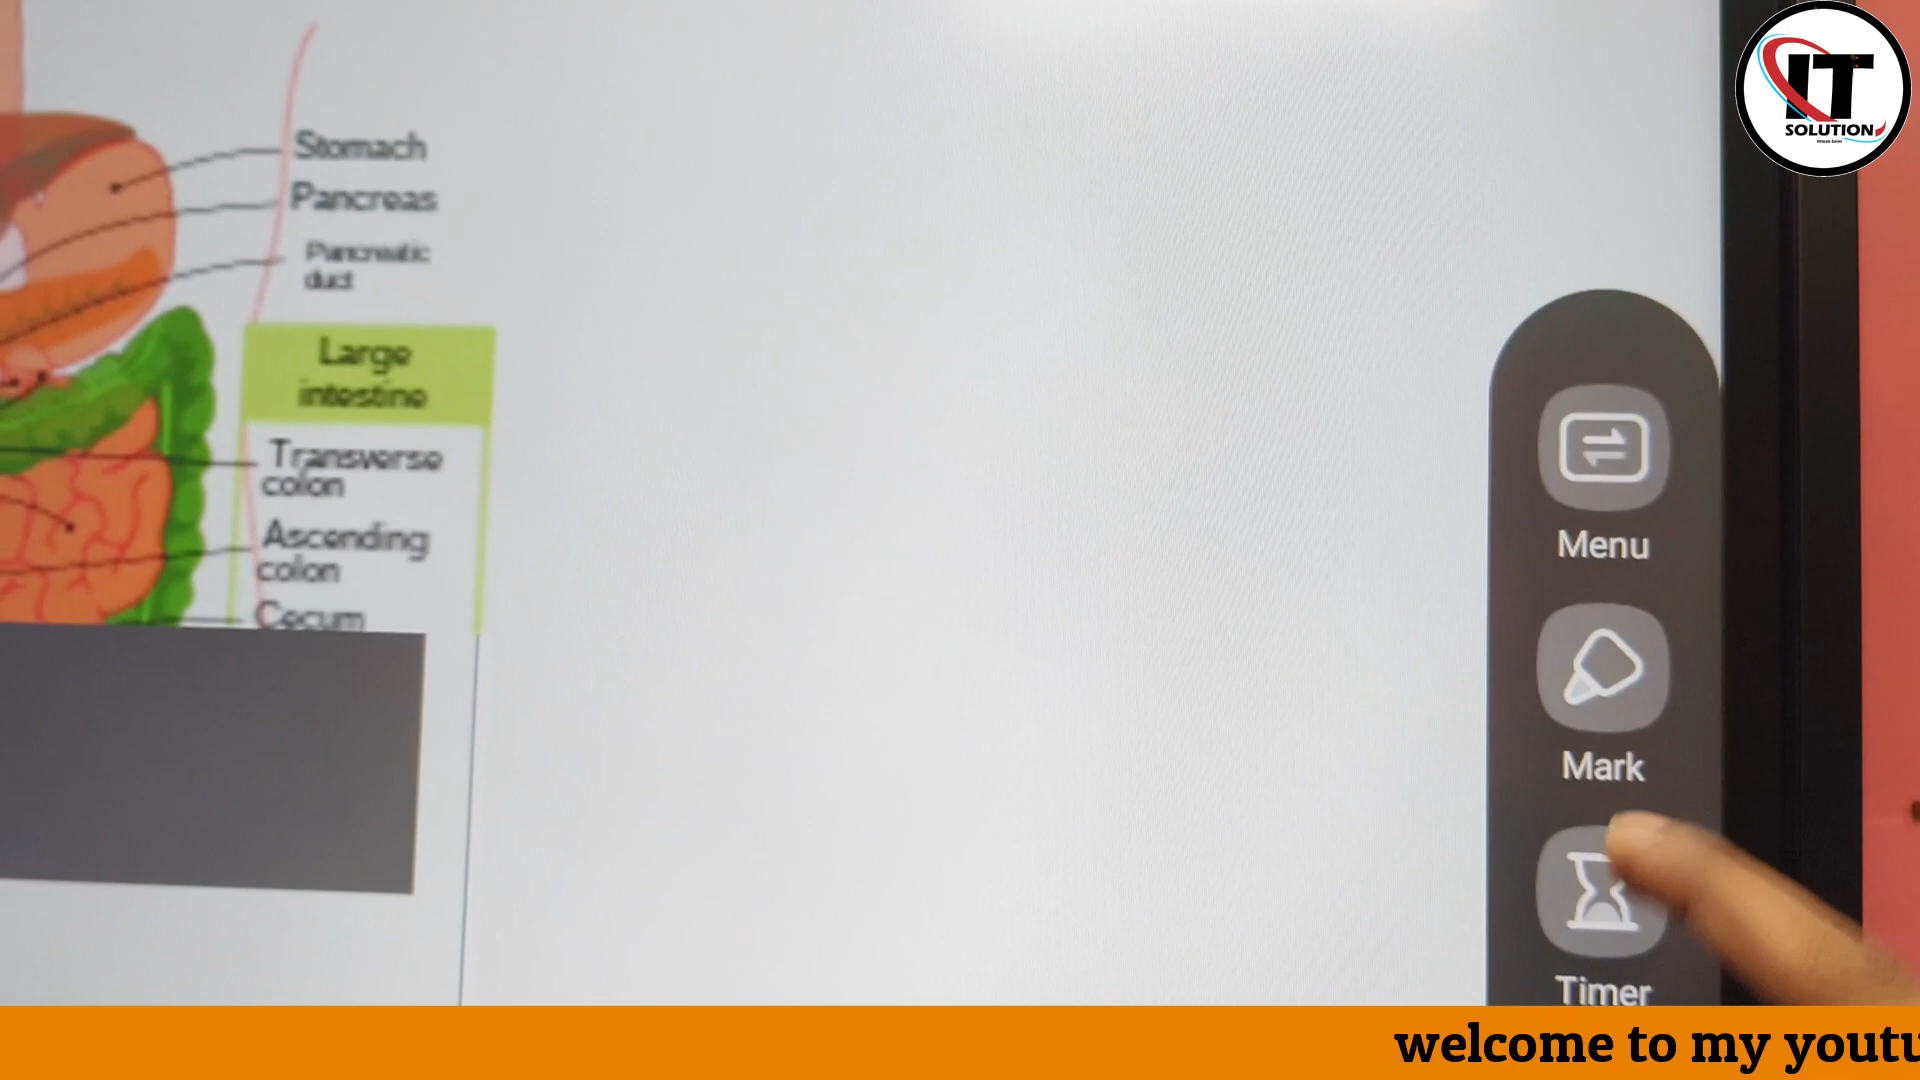 IT
SOLUTION
Stomach
Pancreas
Pancreatic
duct
Large
intestine
Transverse
colon
Ascending
colon
Cecum
Menu
Mark
Timer
welcome to my youtu